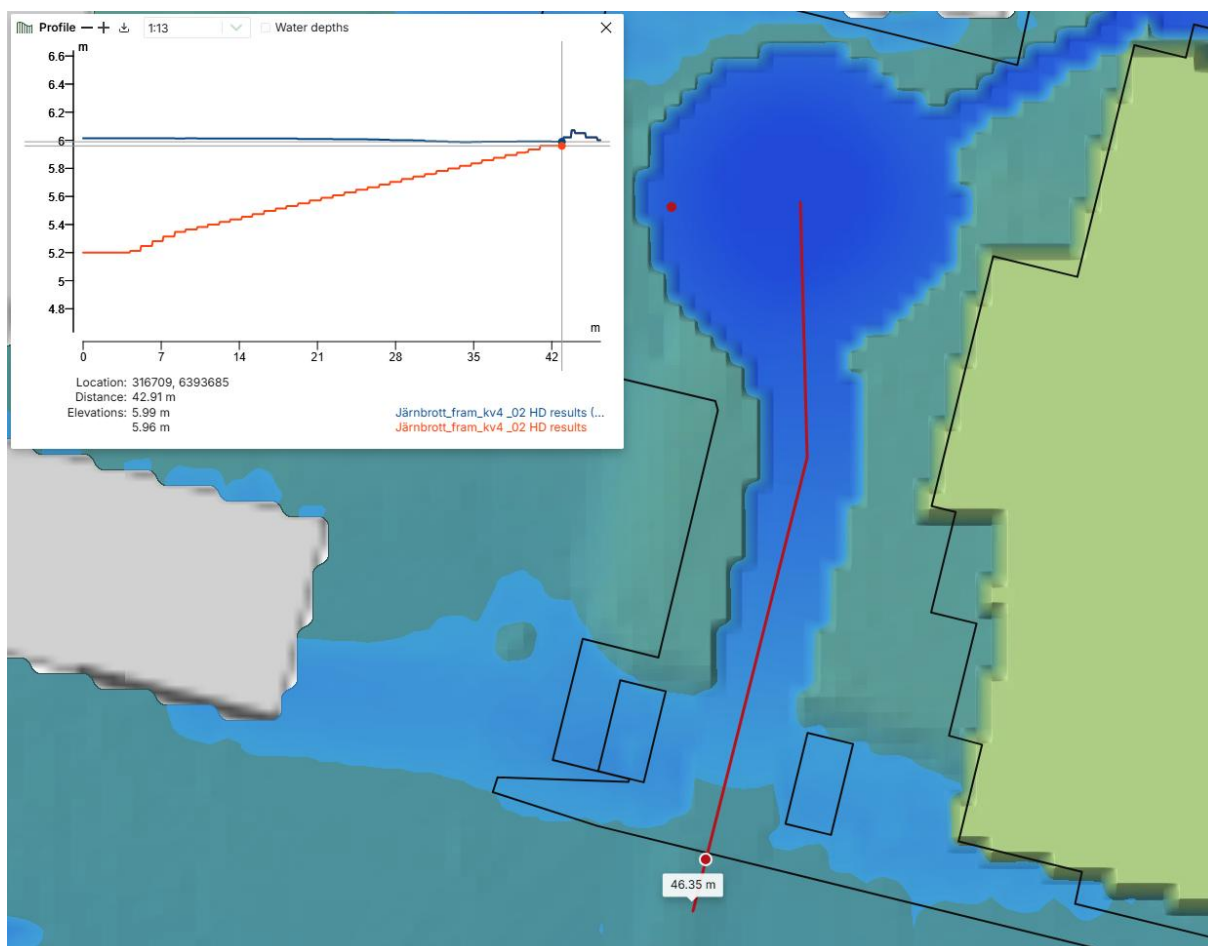 Profile
1:13
Water depths
m
6.6
6.4
6.2
6
5.8
5.6
5.4
5.2
5
4.8
m
0 7 14 21 28 35 42
Location: 316709, 6393685
Distance: 42.91 m
Elevations: 5.99 m Järnbrott_fram_kv4 _02 HD results (...
5.96 m Järnbrott_fram_kv4 _02 HD results
46.35 m